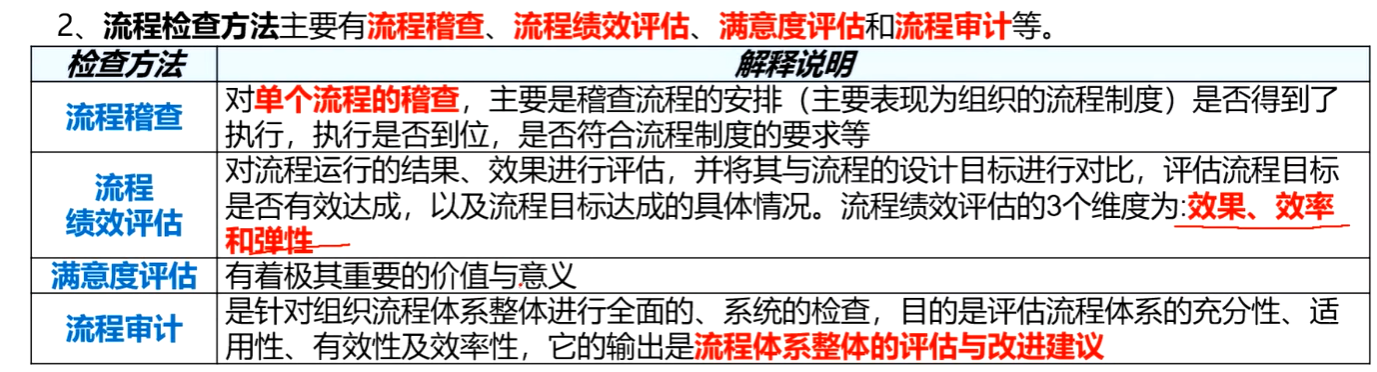 2、流程检查方法主要有流程稽查、流程绩效评估、满意度评估和流程审计等。
检查方法 解释说明
流程稽查
对单个流程的稽查，主要是稽查流程的安排（主要表现为组织的流程制度）是否得到了
执行，执行是否到位，是否符合流程制度的要求等
流程
绩效评估
对流程运行的结果、效果进行评估，并将其与流程的设计目标进行对比，评估流程目标
是否有效达成，以及流程目标达成的具体情况。流程绩效评估的3个维度为:效果、效率
和弹性
满意度评估 有着极其重要的价值与意义
流程审计
是针对组织流程体系整体进行全面的、系统的检查，目的是评估流程体系的充分性、适
用性、有效性及效率性，它的输出是流程体系整体的评估与改进建议